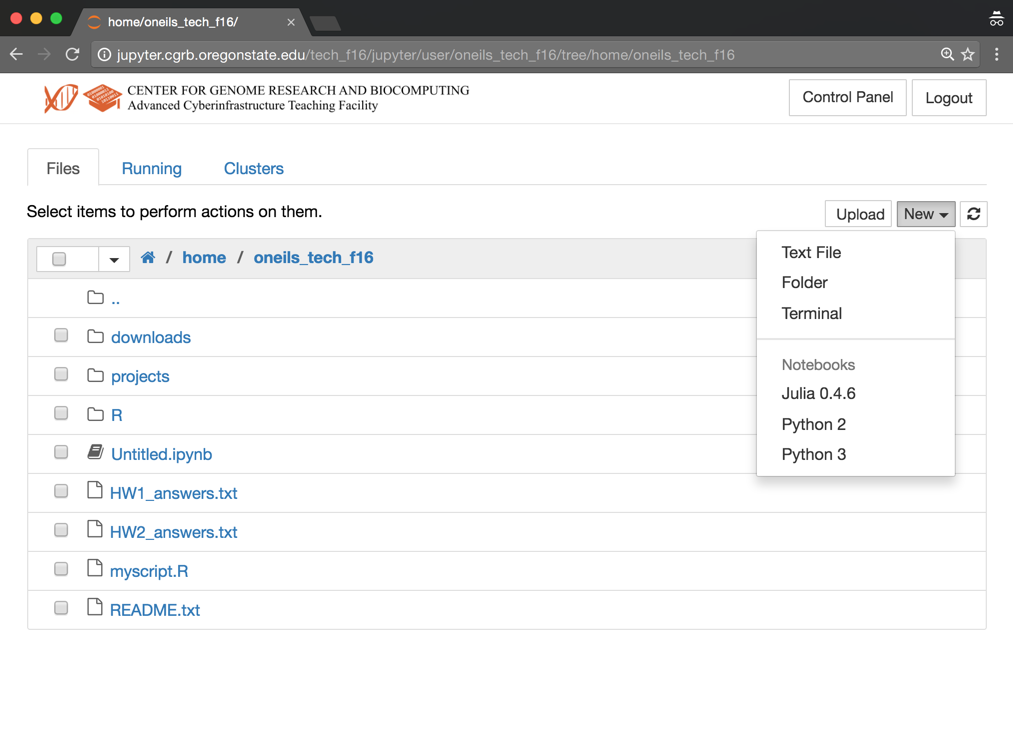 home/oneils_tech_f16/
jupyter.cgrb.oregonstate.edu/tech_f16/jupyter/user/oneils_tech_f16/tree/home/oneils_tech_f16
CENTER FOR GENOME RESEARCH AND BIOCOMPUTING
Advanced Cyberinfrastructure Teaching Facility
Control Panel
Logout
Files
Running
Clusters
Select items to perform actions on them.
Upload
New
/ home / oneils_tech_f16
..
downloads
projects
R
Untitled.ipynb
HW1_answers.txt
HW2_answers.txt
myscript.R
README.txt
Text File
Folder
Terminal
Notebooks
Julia 0.4.6
Python 2
Python 3